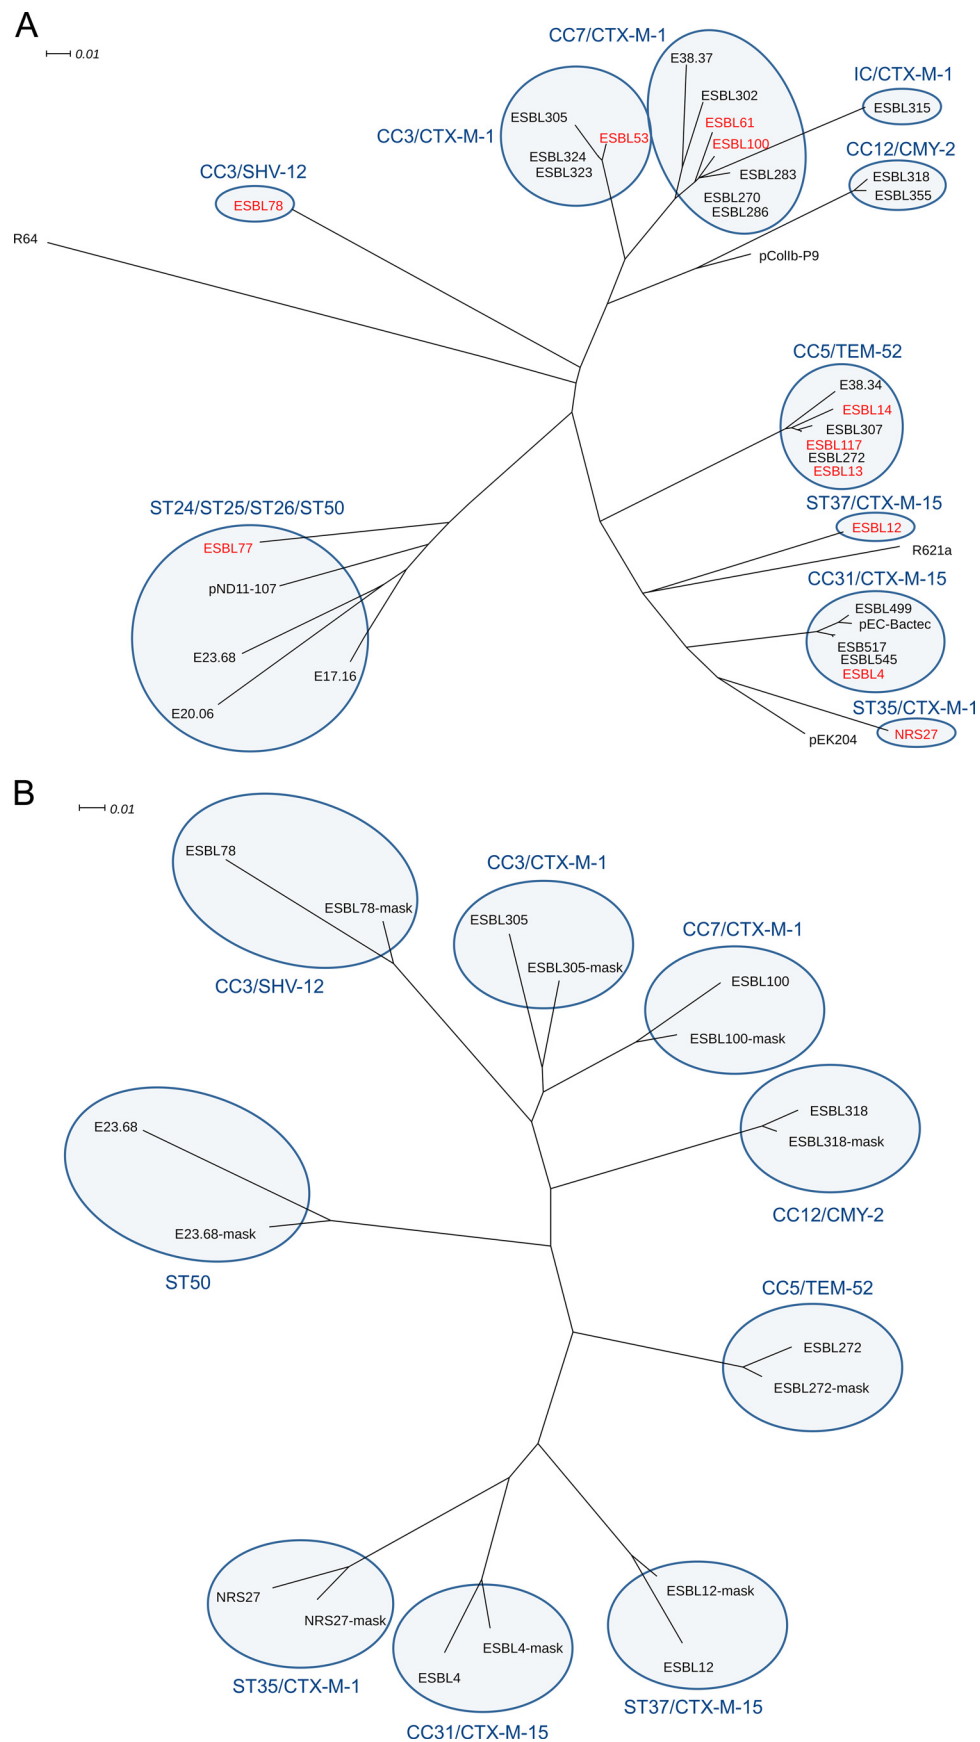 A
0.01
CC7/CTX-M-1
E38.37
IC/CTX-M-1
ESBL302
ESBL315
ESBL305
ESBL61
CC3/CTX-M-1
ESBL53
ESBL100
CC12/CMY-2
ESBL324
ESBL323
ESBL283
ESBL318
ESBL355
CC3/SHV-12
ESBL78
ESBL270
ESBL286
R64
pCollb-P9
CC5/TEM-52
E38.34
ESBL14
ESBL307
ESBL117
ESBL272
ESBL13
ST24/ST25/ST26/ST50
ST37/CTX-M-15
ESBL12
ESBL77
R621a
pND11-107
CC31/CTX-M-15
ESBL499
pEC-Bactec
E23.68
ESB517
ESBL545
E17.16
ESBL4
E20.06
ST35/CTX-M-1
NRS27
pEK204
B
0.01
ESBL78
CC3/CTX-M-1
ESBL78-mask
ESBL305
CC7/CTX-M-1
ESBL305-mask
CC3/SHV-12
ESBL100
ESBL100-mask
E23.68
ESBL318
ESBL318-mask
E23.68-mask
CC12/CMY-2
ST50
CC5/TEM-52
ESBL272
ESBL272-mask
NRS27
ESBL12-mask
NRS27-mask
ESBL4-mask
ESBL12
ESBL4
ST35/CTX-M-1
ST37/CTX-M-15
CC31/CTX-M-15